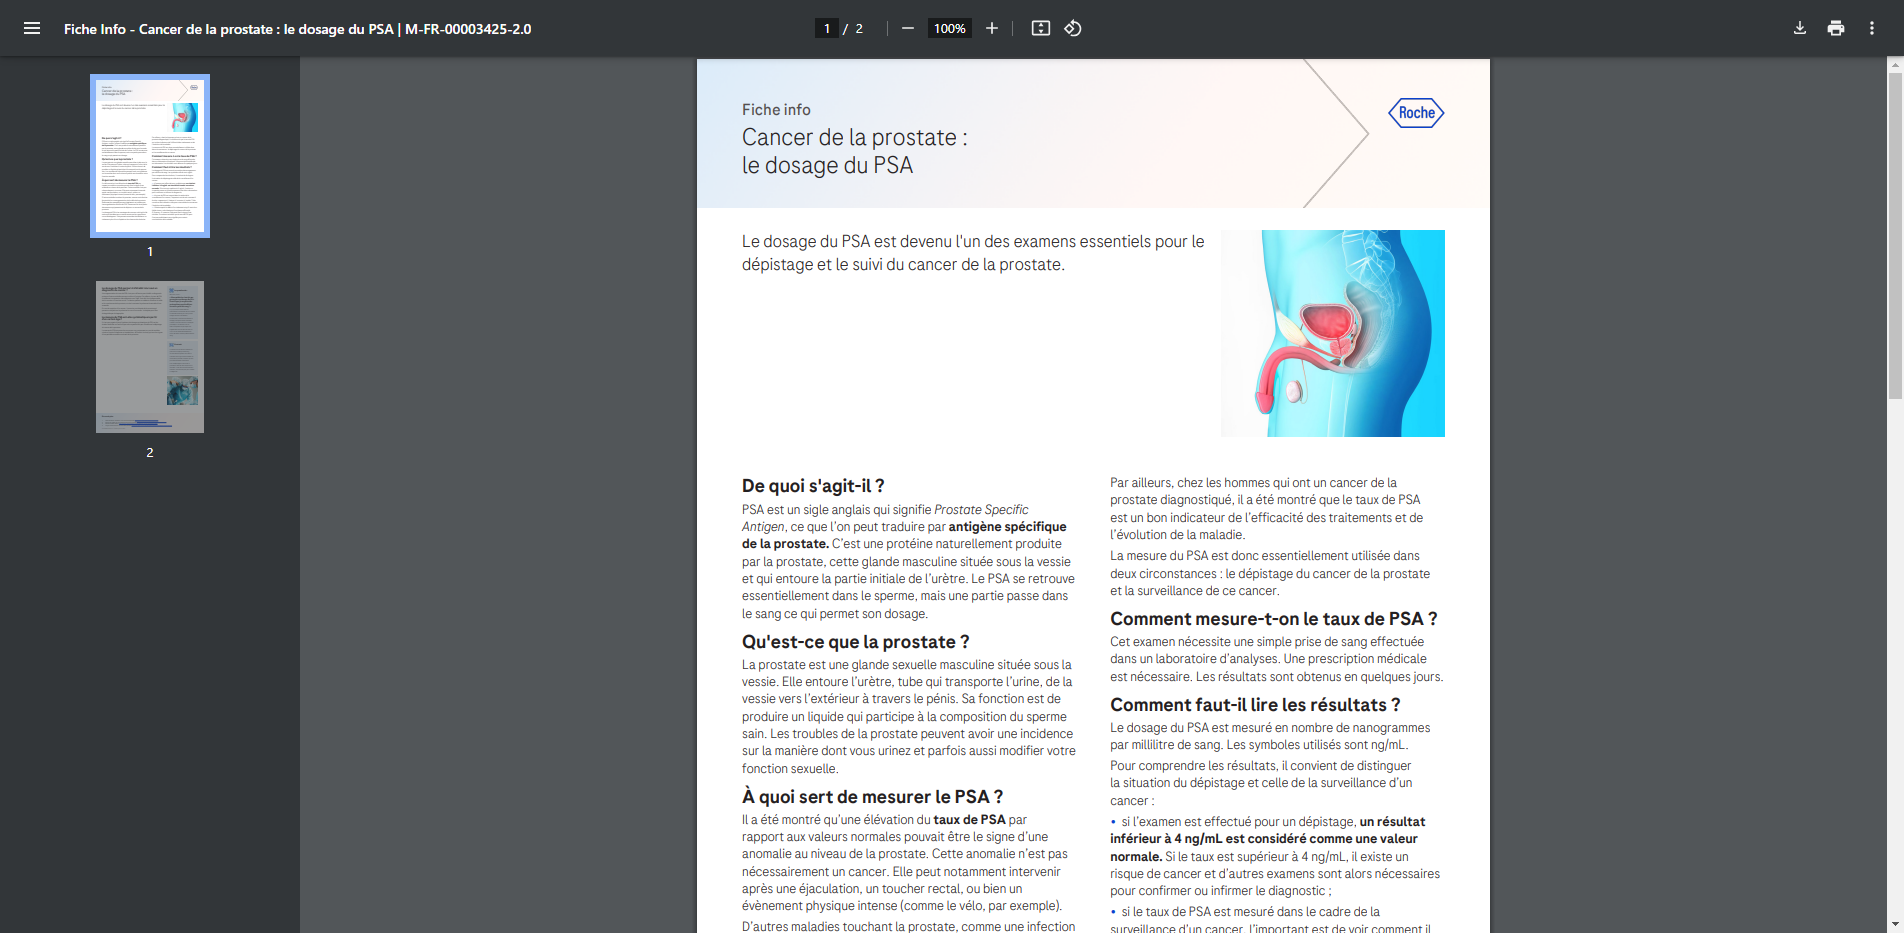 Fiche Info - Cancer de la prostate : le dosage du PSA | M-FR-00003425-2.0
1 / 2
100%
1
2
Fiche info
Cancer de la prostate :
le dosage du PSA
Roche
Le dosage du PSA est devenu l'un des examens essentiels pour le
dépistage et le suivi du cancer de la prostate.
De quoi s'agit-il ?
PSA est un sigle anglais qui signifie Prostate Specific
Antigen, ce que l’on peut traduire par antigène spécifique
de la prostate. C’est une protéine naturellement produite
par la prostate, cette glande masculine située sous la vessie
et qui entoure la partie initiale de l’urètre. Le PSA se retrouve
essentiellement dans le sperme, mais une partie passe dans
le sang ce qui permet son dosage.
Qu'est-ce que la prostate ?
La prostate est une glande sexuelle masculine située sous la
vessie. Elle entoure l’urètre, tube qui transporte l’urine, de la
vessie vers l’extérieur à travers le pénis. Sa fonction est de
produire un liquide qui participe à la composition du sperme
sain. Les troubles de la prostate peuvent avoir une incidence
sur la manière dont vous urinez et parfois aussi modifier votre
fonction sexuelle.
À quoi sert de mesurer le PSA ?
Il a été montré qu’une élévation du taux de PSA par
rapport aux valeurs normales pouvait être le signe d’une
anomalie au niveau de la prostate. Cette anomalie n’est pas
nécessairement un cancer. Elle peut notamment intervenir
après une éjaculation, un toucher rectal, ou bien un
évènement physique intense (comme le vélo, par exemple).
D’autres maladies touchant la prostate, comme une infection
Par ailleurs, chez les hommes qui ont un cancer de la
prostate diagnostiqué, il a été montré que le taux de PSA
est un bon indicateur de l’efficacité des traitements et de
l’évolution de la maladie.
La mesure du PSA est donc essentiellement utilisée dans
deux circonstances : le dépistage du cancer de la prostate
et la surveillance de ce cancer.
Comment mesure-t-on le taux de PSA ?
Cet examen nécessite une simple prise de sang effectuée
dans un laboratoire d’analyses. Une prescription médicale
est nécessaire. Les résultats sont obtenus en quelques jours.
Comment faut-il lire les résultats ?
Le dosage du PSA est mesuré en nombre de nanogrammes
par millilitre de sang. Les symboles utilisés sont ng/mL.
Pour comprendre les résultats, il convient de distinguer
la situation du dépistage et celle de la surveillance d’un
cancer :
• si l’examen est effectué pour un dépistage, un résultat
inférieur à 4 ng/mL est considéré comme une valeur
normale. Si le taux est supérieur à 4 ng/mL, il existe un
risque de cancer et d’autres examens sont alors nécessaires
pour confirmer ou infirmer le diagnostic ;
• si le taux de PSA est mesuré dans le cadre de la
surveillance d’un cancer, l’important est de voir comment il